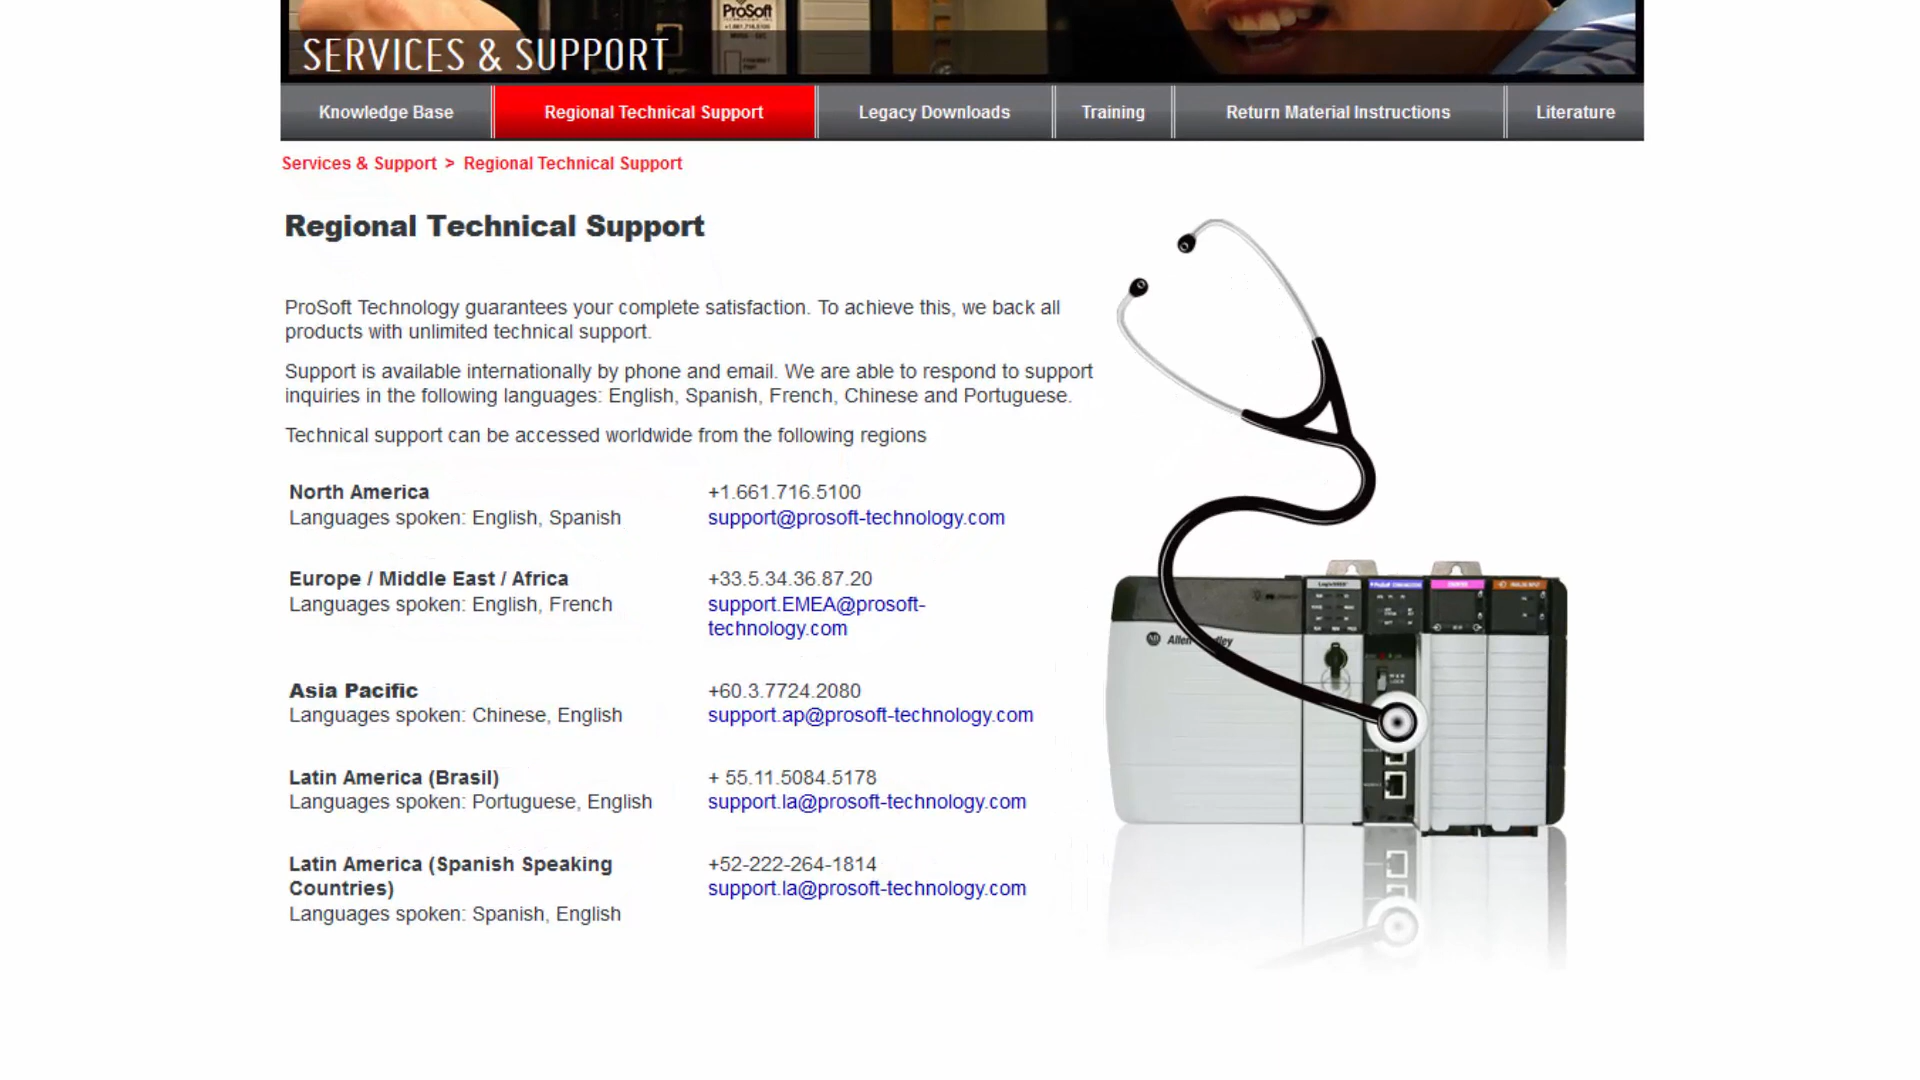 ProSoft
SERVICES & SUPPORT
Knowledge Base
Regional Technical Support
Legacy Downloads
Training
Return Material Instructions
Literature
Services & Support > Regional Technical Support
Regional Technical Support
ProSoft Technology guarantees your complete satisfaction. To achieve this, we back all
products with unlimited technical support.
Support is available internationally by phone and email. We are able to respond to support
inquiries in the following languages: English, Spanish, French, Chinese and Portuguese.
Technical support can be accessed worldwide from the following regions
North America
+1.661.716.5100
Languages spoken: English, Spanish
support@prosoft-technology.com
Europe / Middle East / Africa
+33.5.34.36.87.20
Languages spoken: English, French
support.EMEA@prosoft-
technology.com
Asia Pacific
+60.3.7724.2080
Languages spoken: Chinese, English
support.ap@prosoft-technology.com
Latin America (Brasil)
+ 55.11.5084.5178
Languages spoken: Portuguese, English
support.la@prosoft-technology.com
Latin America (Spanish Speaking
Countries)
+52-222-264-1814
support.la@prosoft-technology.com
Languages spoken: Spanish, English